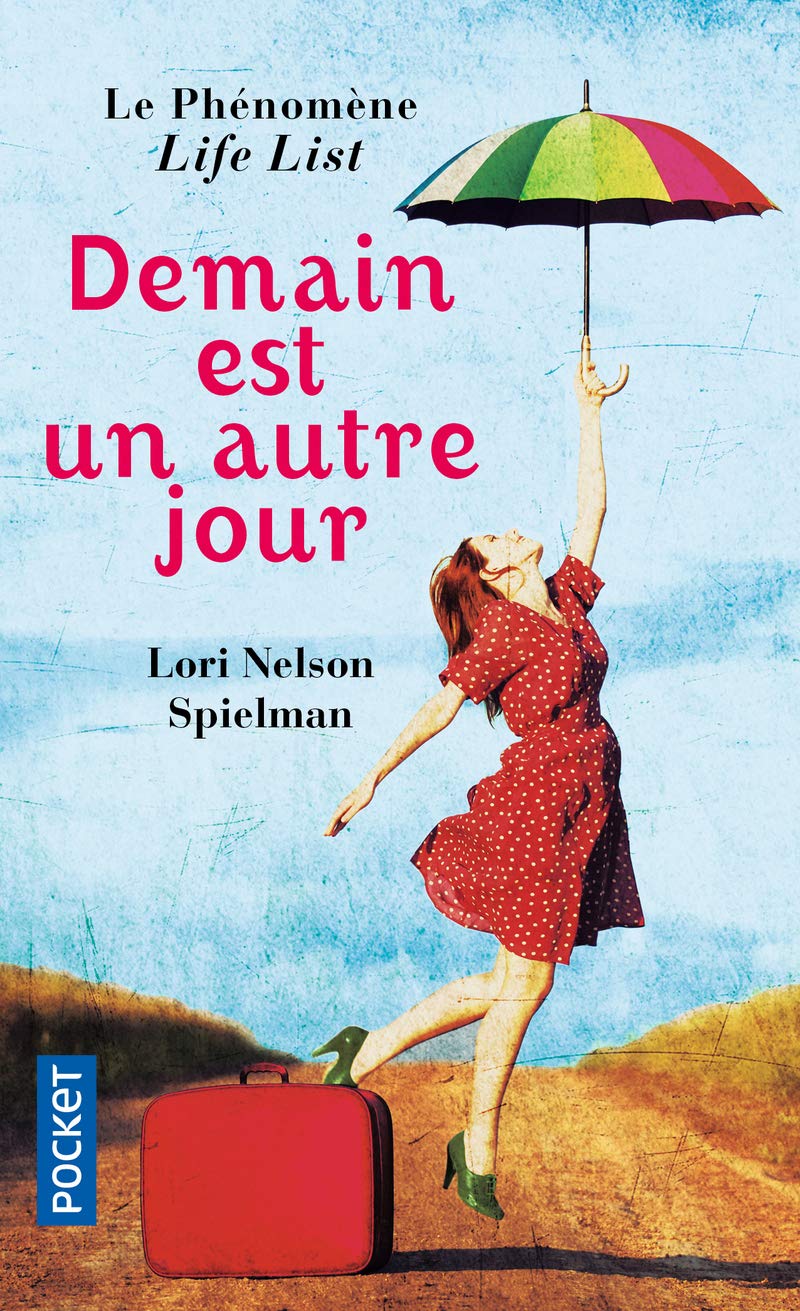 Le Phénomène
Life List
Demain
est
un autre
jour
Lori Nelson
Spielman
POCKET